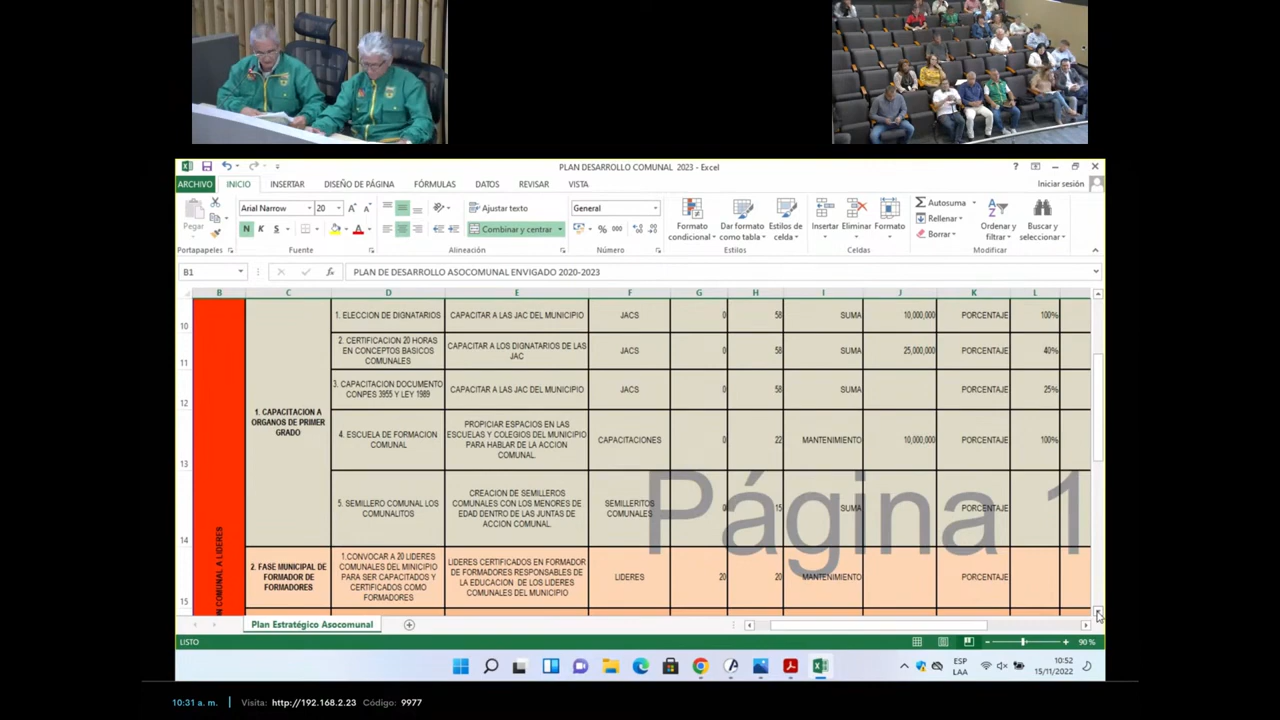 PLAN DESARROLLO COMUNAL 2023 - Excel
ARCHIVO INICIO INSERTAR DISEÑO DE PÁGINA FÓRMULAS DATOS REVISAR VISTA Iniciar sesión
Pegar
Arial Narrow 20
N K S
Ajustar texto
Combinar y centrar
General
% 000
Formato condicional
Dar formato como tabla
Estilos de celda
Insertar Eliminar Formato
Autosuma
Rellenar
Borrar
Ordenar y filtrar
Buscar y seleccionar
Portapapeles Fuente Alineación Número Estilos Celdas Modificar
B1 fx PLAN DE DESARROLLO ASOCOMUNAL ENVIGADO 2020-2023
B C D E F G H I J K L
10 1. ELECCION DE DIGNATARIOS CAPACITAR A LAS JAC DEL MUNICIPIO JACS 0 58 SUMA 10,000,000 PORCENTAJE 100%
11 2. CERTIFICACION 20 HORAS EN CONCEPTOS BASICOS COMUNALES CAPACITAR A LOS DIGNATARIOS DE LAS JAC JACS 0 58 SUMA 25,000,000 PORCENTAJE 40%
12 3. CAPACITACION DOCUMENTO CONPES 3955 Y LEY 1989 CAPACITAR A LAS JAC DEL MUNICIPIO JACS 0 58 SUMA PORCENTAJE 25%
1. CAPACITACION A ORGANOS DE PRIMER GRADO
13 4. ESCUELA DE FORMACION COMUNAL PROPICIAR ESPACIOS EN LAS ESCUELAS Y COLEGIOS DEL MUNICIPIO PARA HABLAR DE LA ACCION COMUNAL. CAPACITACIONES 0 22 MANTENIMIENTO 10,000,000 PORCENTAJE 100%
14 5. SEMILLERO COMUNAL LOS COMUNALITOS CREACION DE SEMILLEROS COMUNALES CON LOS MENORES DE EDAD DENTRO DE LAS JUNTAS DE ACCION COMUNAL. SEMILLERITOS COMUNALES 0 15 SUMA PORCENTAJE
Página 1
15 2. FASE MUNICIPAL DE FORMADOR DE FORMADORES 1.CONVOCAR A 20 LIDERES COMUNALES DEL MINICIPIO PARA SER CAPACITADOS Y CERTIFICADOS COMO FORMADORES LIDERES CERTIFICADOS EN FORMADOR DE FORMADORES RESPONSABLES DE LA EDUCACION DE LOS LIDERES COMUNALES DEL MUNICIPIO LIDERES 20 20 MANTENIMIENTO PORCENTAJE
N COMUNAL A LIDERES
Plan Estratégico Asocomunal
LISTO 90 %
ESP
LAA
10:52
15/11/2022
10:31 a. m. Visita: http://192.168.2.23 Código: 9977